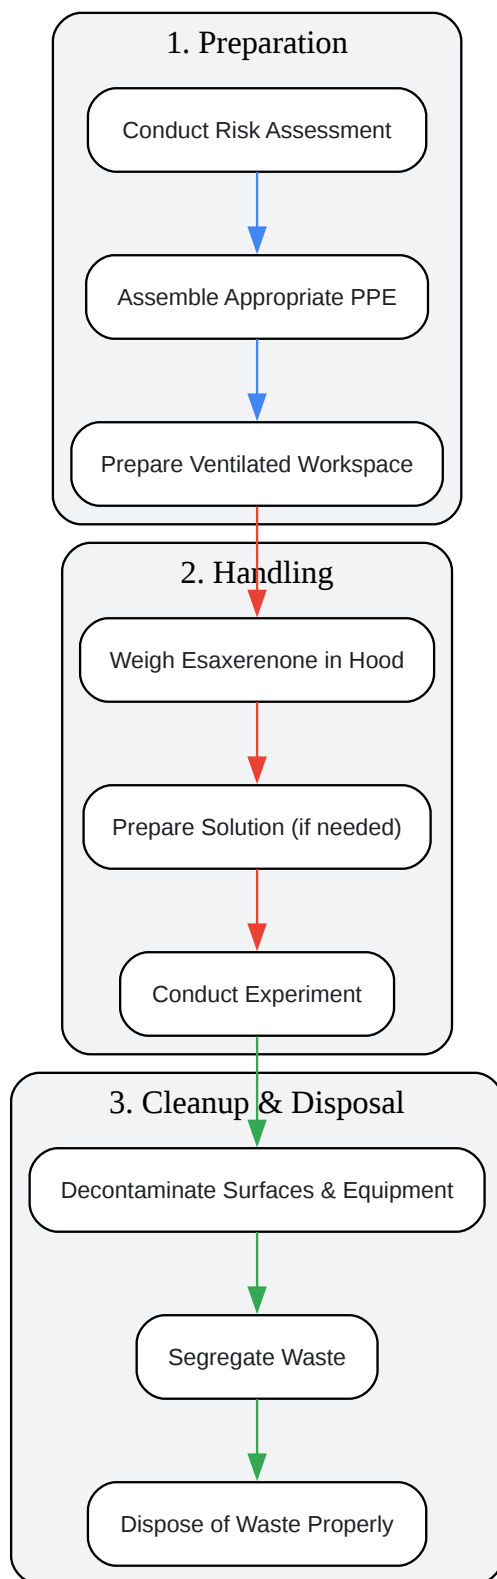 1. Preparation
Conduct Risk Assessment
Assemble Appropriate PPE
Prepare Ventilated Workspace
2. Handling
Weigh Esaxerenone in Hood
Prepare Solution (if needed)
Conduct Experiment
3. Cleanup & Disposal
Decontaminate Surfaces & Equipment
Segregate Waste
Dispose of Waste Properly